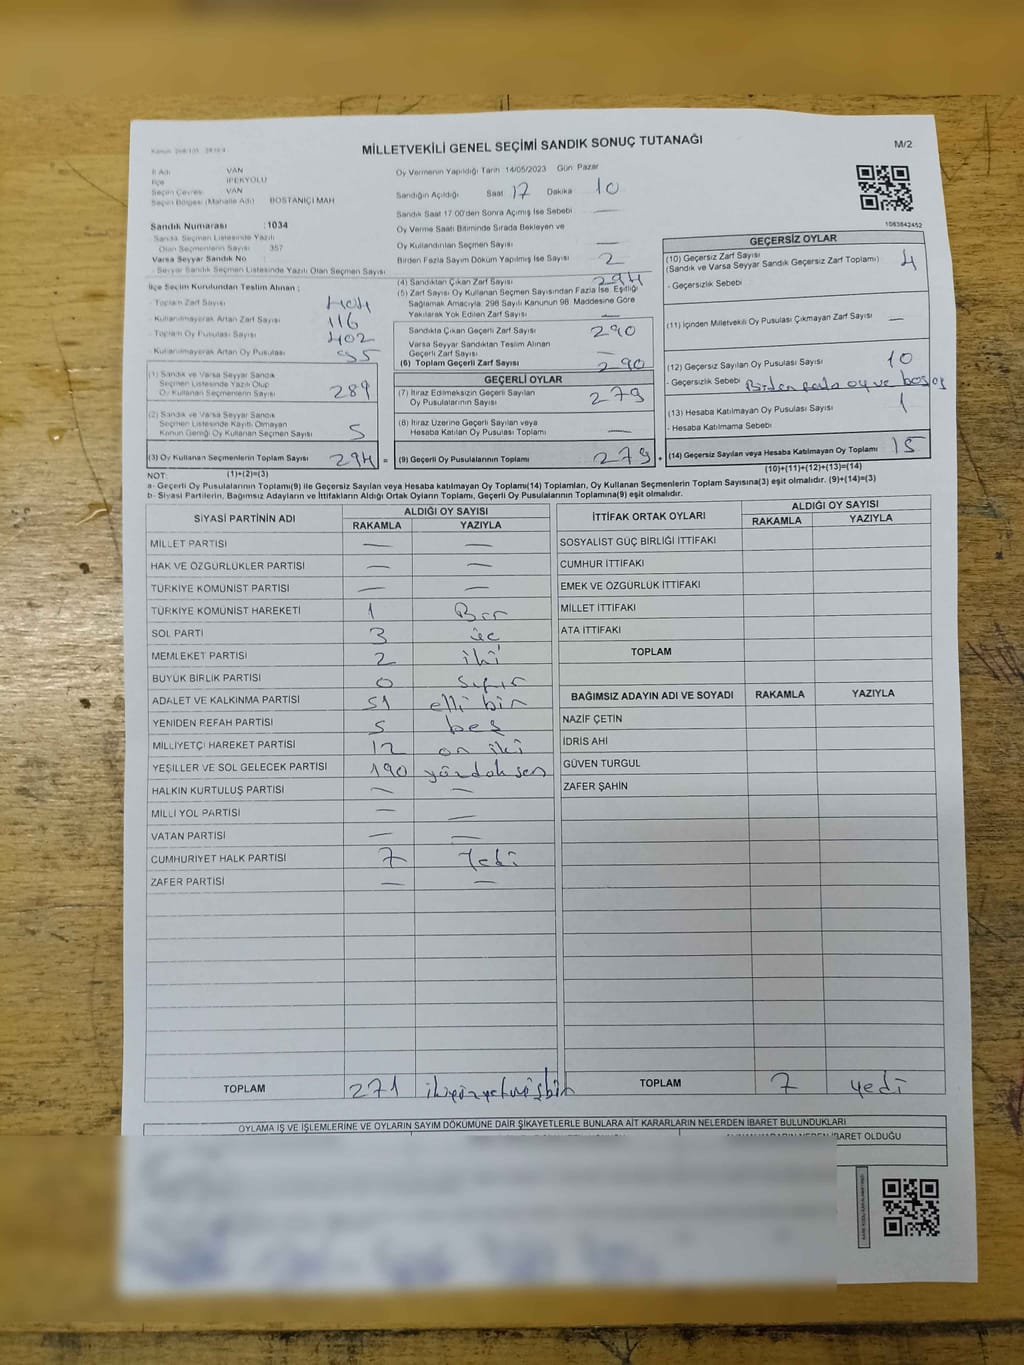 MİLLETVEKİLİ GENEL SEÇİMİ SANDIK SONUÇ TUTANAĞI
M/2
İl Adı VAN
İlçe İPEKYOLU
Seçim Çevresi VAN
Seçim Bölgesi (Mahalle Adı) BOSTANİÇİ MAH
Sandık Numarası :1034
Sandık Seçmen Listesinde Yazılı
Olan Seçmenlerin Sayısı 357
Varsa Seyyar Sandık No :
Seyyar Sandık Seçmen Listesinde Yazılı Olan Seçmen Sayısı
İlçe Seçim Kurulundan Teslim Alınan :
- Toplam Zarf Sayısı 404
- Kullanılmayarak Artan Zarf Sayısı 116
- Toplam Oy Pusulası Sayısı 402
- Kullanılmayarak Artan Oy Pusulası
(1) Sandık ve Varsa Seyyar Sandık
Seçmen Listesinde Yazılı Olup
Oy Kullanan Seçmenlerin Sayısı 289
(2) Sandık ve Varsa Seyyar Sandık
Seçmen Listesinde Kayıtlı Olmayan
Kanun Gereği Oy Kullanan Seçmen Sayısı 5
(3) Oy Kullanan Seçmenlerin Toplam Sayısı 294 =
(1)+(2)=(3)
Oy Vermenin Yapıldığı Tarih 14/05/2023 Gün Pazar
Sandığın Açıldığı Saat 17 Dakika 10
Sandık Saat 17 00'den Sonra Açılmış İse Sebebi —
Oy Verme Saati Bitiminde Sırada Bekleyen ve
Oy Kullandırılan Seçmen Sayısı —
Birden Fazla Sayım Döküm Yapılmış İse Sayısı 2
(4) Sandıktan Çıkan Zarf Sayısı 294
(5) Zarf Sayısı Oy Kullanan Seçmen Sayısından Fazla İse, Eşitliği
Sağlamak Amacıyla, 298 Sayılı Kanunun 98. Maddesine Göre
Yakılarak Yok Edilen Zarf Sayısı —
Sandıkta Çıkan Geçerli Zarf Sayısı 290
Varsa Seyyar Sandıktan Teslim Alınan
Geçerli Zarf Sayısı —
(6) Toplam Geçerli Zarf Sayısı 290
GEÇERLİ OYLAR
(7) İtiraz Edilmeksizin Geçerli Sayılan
Oy Pusulalarının Sayısı 279
(8) İtiraz Üzerine Geçerli Sayılan veya
Hesaba Katılan Oy Pusulası Toplamı —
(9) Geçerli Oy Pusulalarının Toplamı 279 +
1063842452
GEÇERSİZ OYLAR
(10) Geçersiz Zarf Sayısı 4
(Sandık ve Varsa Seyyar Sandık Geçersiz Zarf Toplamı)
- Geçersizlik Sebebi
(11) İçinden Milletvekili Oy Pusulası Çıkmayan Zarf Sayısı —
(12) Geçersiz Sayılan Oy Pusulası Sayısı 10
- Geçersizlik Sebebi Birden fazla oy ve boş oy
(13) Hesaba Katılmayan Oy Pusulası Sayısı 1
- Hesaba Katılmama Sebebi
(14) Geçersiz Sayılan veya Hesaba Katılmayan Oy Toplamı 15
(10)+(11)+(12)+(13)=(14)
NOT:
a- Geçerli Oy Pusulalarının Toplamı(9) ile Geçersiz Sayılan veya Hesaba katılmayan Oy Pusulası Toplamı(14) Toplamları, Oy Kullanan Seçmenlerin Toplam Sayısına(3) eşit olmalıdır. (9)+(14)=(3)
b- Siyasi Partilerin, Bağımsız Adayların ve İttifakların Aldığı Ortak Oyların Toplamı, Geçerli Oy Pusulalarının Toplamına(9) eşit olmalıdır.
SİYASİ PARTİNİN ADI ALDIĞI OY SAYISI
RAKAMLA YAZIYLA
MİLLET PARTİSİ — —
HAK VE ÖZGÜRLÜKLER PARTİSİ — —
TÜRKİYE KOMÜNİST PARTİSİ — —
TÜRKİYE KOMÜNİST HAREKETİ 1 Bir
SOL PARTİ 3 üç
MEMLEKET PARTİSİ 2 iki
BÜYÜK BİRLİK PARTİSİ 0 sıfır
ADALET VE KALKINMA PARTİSİ 51 elli bir
YENİDEN REFAH PARTİSİ 5 beş
MİLLİYETÇİ HAREKET PARTİSİ 12 on iki
YEŞİLLER VE SOL GELECEK PARTİSİ 190 yüzdoksan
HALKIN KURTULUŞ PARTİSİ — —
MİLLİ YOL PARTİSİ — —
VATAN PARTİSİ — —
CUMHURİYET HALK PARTİSİ 7 Yedi
ZAFER PARTİSİ — —
TOPLAM 271 ikiyüzyetmişbir
İTTİFAK ORTAK OYLARI ALDIĞI OY SAYISI
RAKAMLA YAZIYLA
SOSYALİST GÜÇ BİRLİĞİ İTTİFAKI
CUMHUR İTTİFAKI
EMEK VE ÖZGÜRLÜK İTTİFAKI
MİLLET İTTİFAKI
ATA İTTİFAKI
TOPLAM
BAĞIMSIZ ADAYIN ADI VE SOYADI RAKAMLA YAZIYLA
NAZİF ÇETİN
İDRİS AHİ
GÜVEN TURGUL
ZAFER ŞAHİN
TOPLAM 7 yedi
OYLAMA İŞ VE İŞLEMLERİNE VE OYLARIN SAYIM DÖKÜMÜNE DAİR ŞİKAYETLERLE BUNLARA AİT KARARLARIN NELERDEN İBARET BULUNDUKLARI
İBARET OLDUĞU